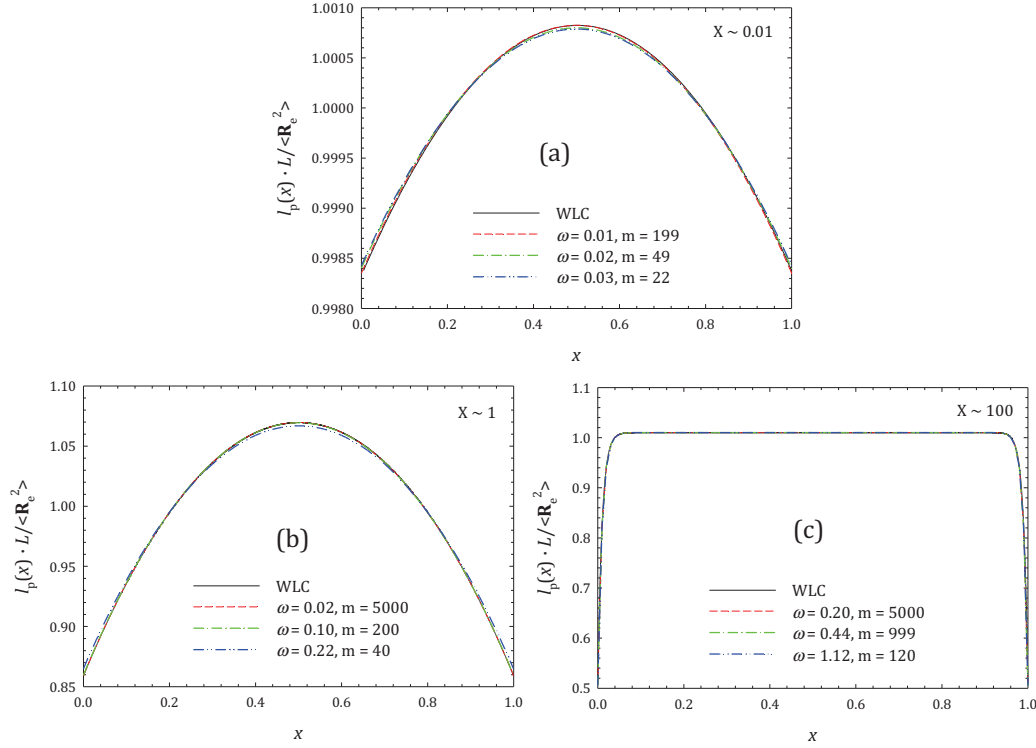 1.0010
1.0005
1.0000
0.9995
0.9990
0.9985
0.9980
l_p(x) · L/<R_e^2>
X ~ 0.01
(a)
WLC
ω = 0.01, m = 199
ω = 0.02, m = 49
ω = 0.03, m = 22
0.0 0.2 0.4 0.6 0.8 1.0
x
1.10
1.05
1.00
0.95
0.90
0.85
l_p(x) · L/<R_e^2>
X ~ 1
(b)
WLC
ω = 0.02, m = 5000
ω = 0.10, m = 200
ω = 0.22, m = 40
0.0 0.2 0.4 0.6 0.8 1.0
x
1.1
1.0
0.9
0.8
0.7
0.6
0.5
l_p(x) · L/<R_e^2>
X ~ 100
(c)
WLC
ω = 0.20, m = 5000
ω = 0.44, m = 999
ω = 1.12, m = 120
0.0 0.2 0.4 0.6 0.8 1.0
x